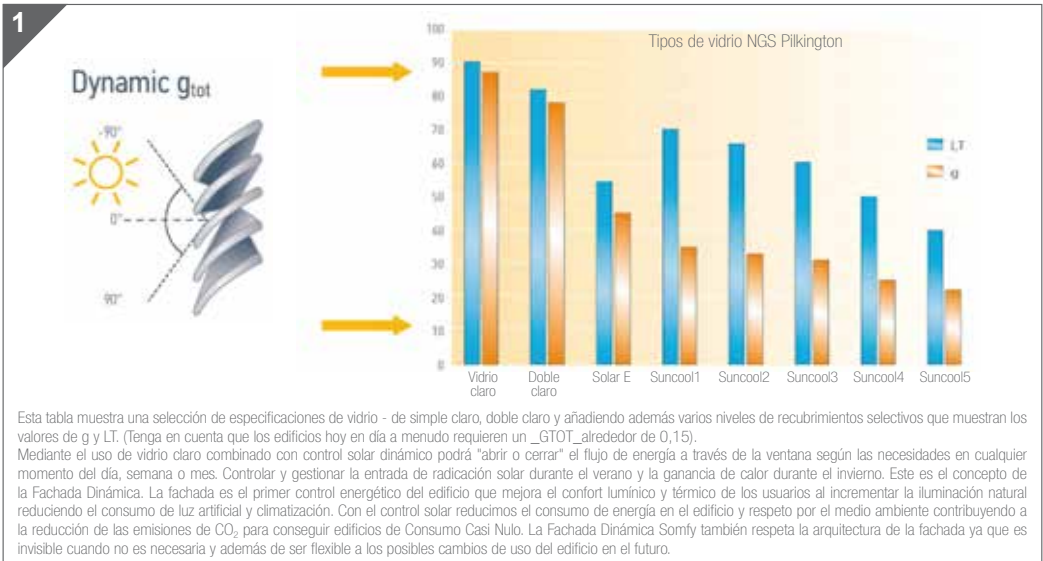 1
Dynamic gtot
-90°
0°
90°
Tipos de vidrio NGS Pilkington
100
90
80
70
60
50
40
30
20
10
0
LT
g
Vidrio claro
Doble claro
Solar E
Suncool1
Suncool2
Suncool3
Suncool4
Suncool5
Esta tabla muestra una selección de especificaciones de vidrio - de simple claro, doble claro y añadiendo además varios niveles de recubrimientos selectivos que muestran los
valores de g y LT. (Tenga en cuenta que los edificios hoy en día a menudo requieren un _GTOT_alrededor de 0,15).
Mediante el uso de vidrio claro combinado con control solar dinámico podrá "abrir o cerrar" el flujo de energía a través de la ventana según las necesidades en cualquier
momento del día, semana o mes. Controlar y gestionar la entrada de radicación solar durante el verano y la ganancia de calor durante el invierno. Este es el concepto de
la Fachada Dinámica. La fachada es el primer control energético del edificio que mejora el confort lumínico y térmico de los usuarios al incrementar la iluminación natural
reduciendo el consumo de luz artificial y climatización. Con el control solar reducimos el consumo de energía en el edificio y respeto por el medio ambiente contribuyendo a
la reducción de las emisiones de CO₂ para conseguir edificios de Consumo Casi Nulo. La Fachada Dinámica Somfy también respeta la arquitectura de la fachada ya que es
invisible cuando no es necesaria y además de ser flexible a los posibles cambios de uso del edificio en el futuro.